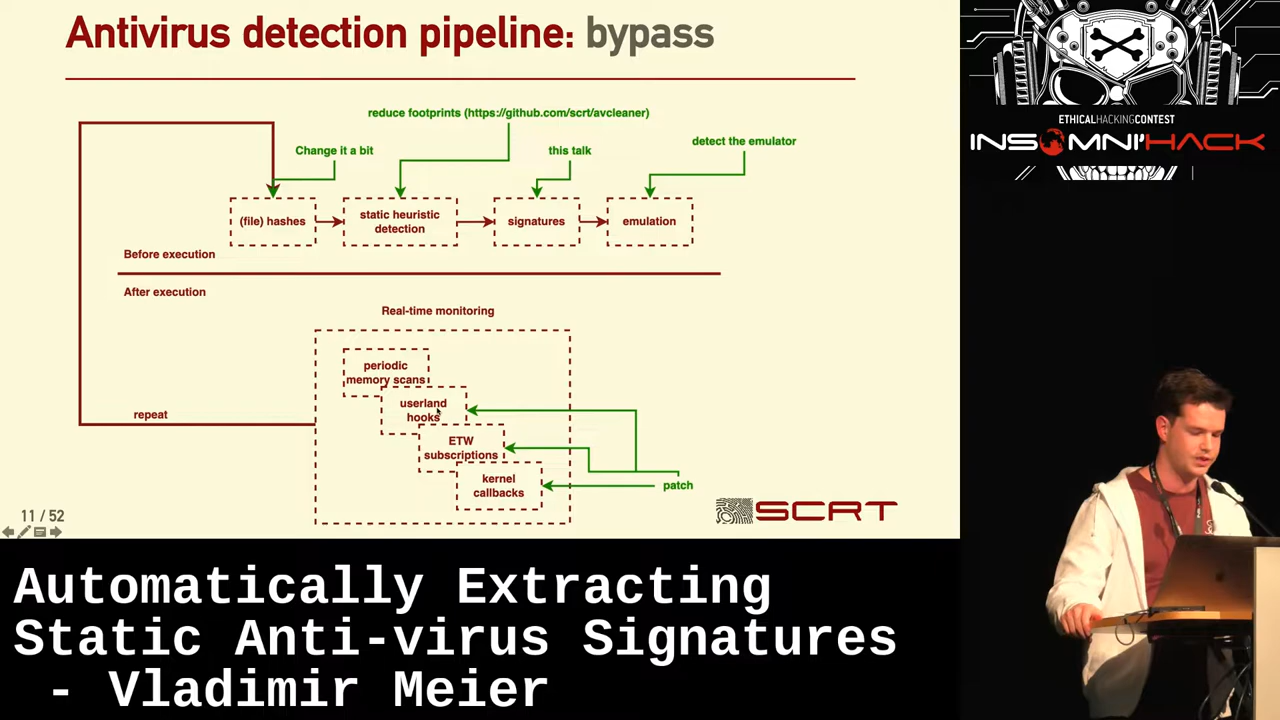 Antivirus detection pipeline: bypass
reduce footprints (https://github.com/scrt/avcleaner)
Change it a bit
this talk
detect the emulator
(file) hashes
static heuristic
detection
signatures
emulation
Before execution
After execution
Real-time monitoring
periodic
memory scans
userland
hooks
ETW
subscriptions
kernel
callbacks
repeat
patch
11 / 52
SCRT
ETHICALHACKINGCONTEST
INSOMNI'HACK
Automatically Extracting
Static Anti-virus Signatures
- Vladimir Meier